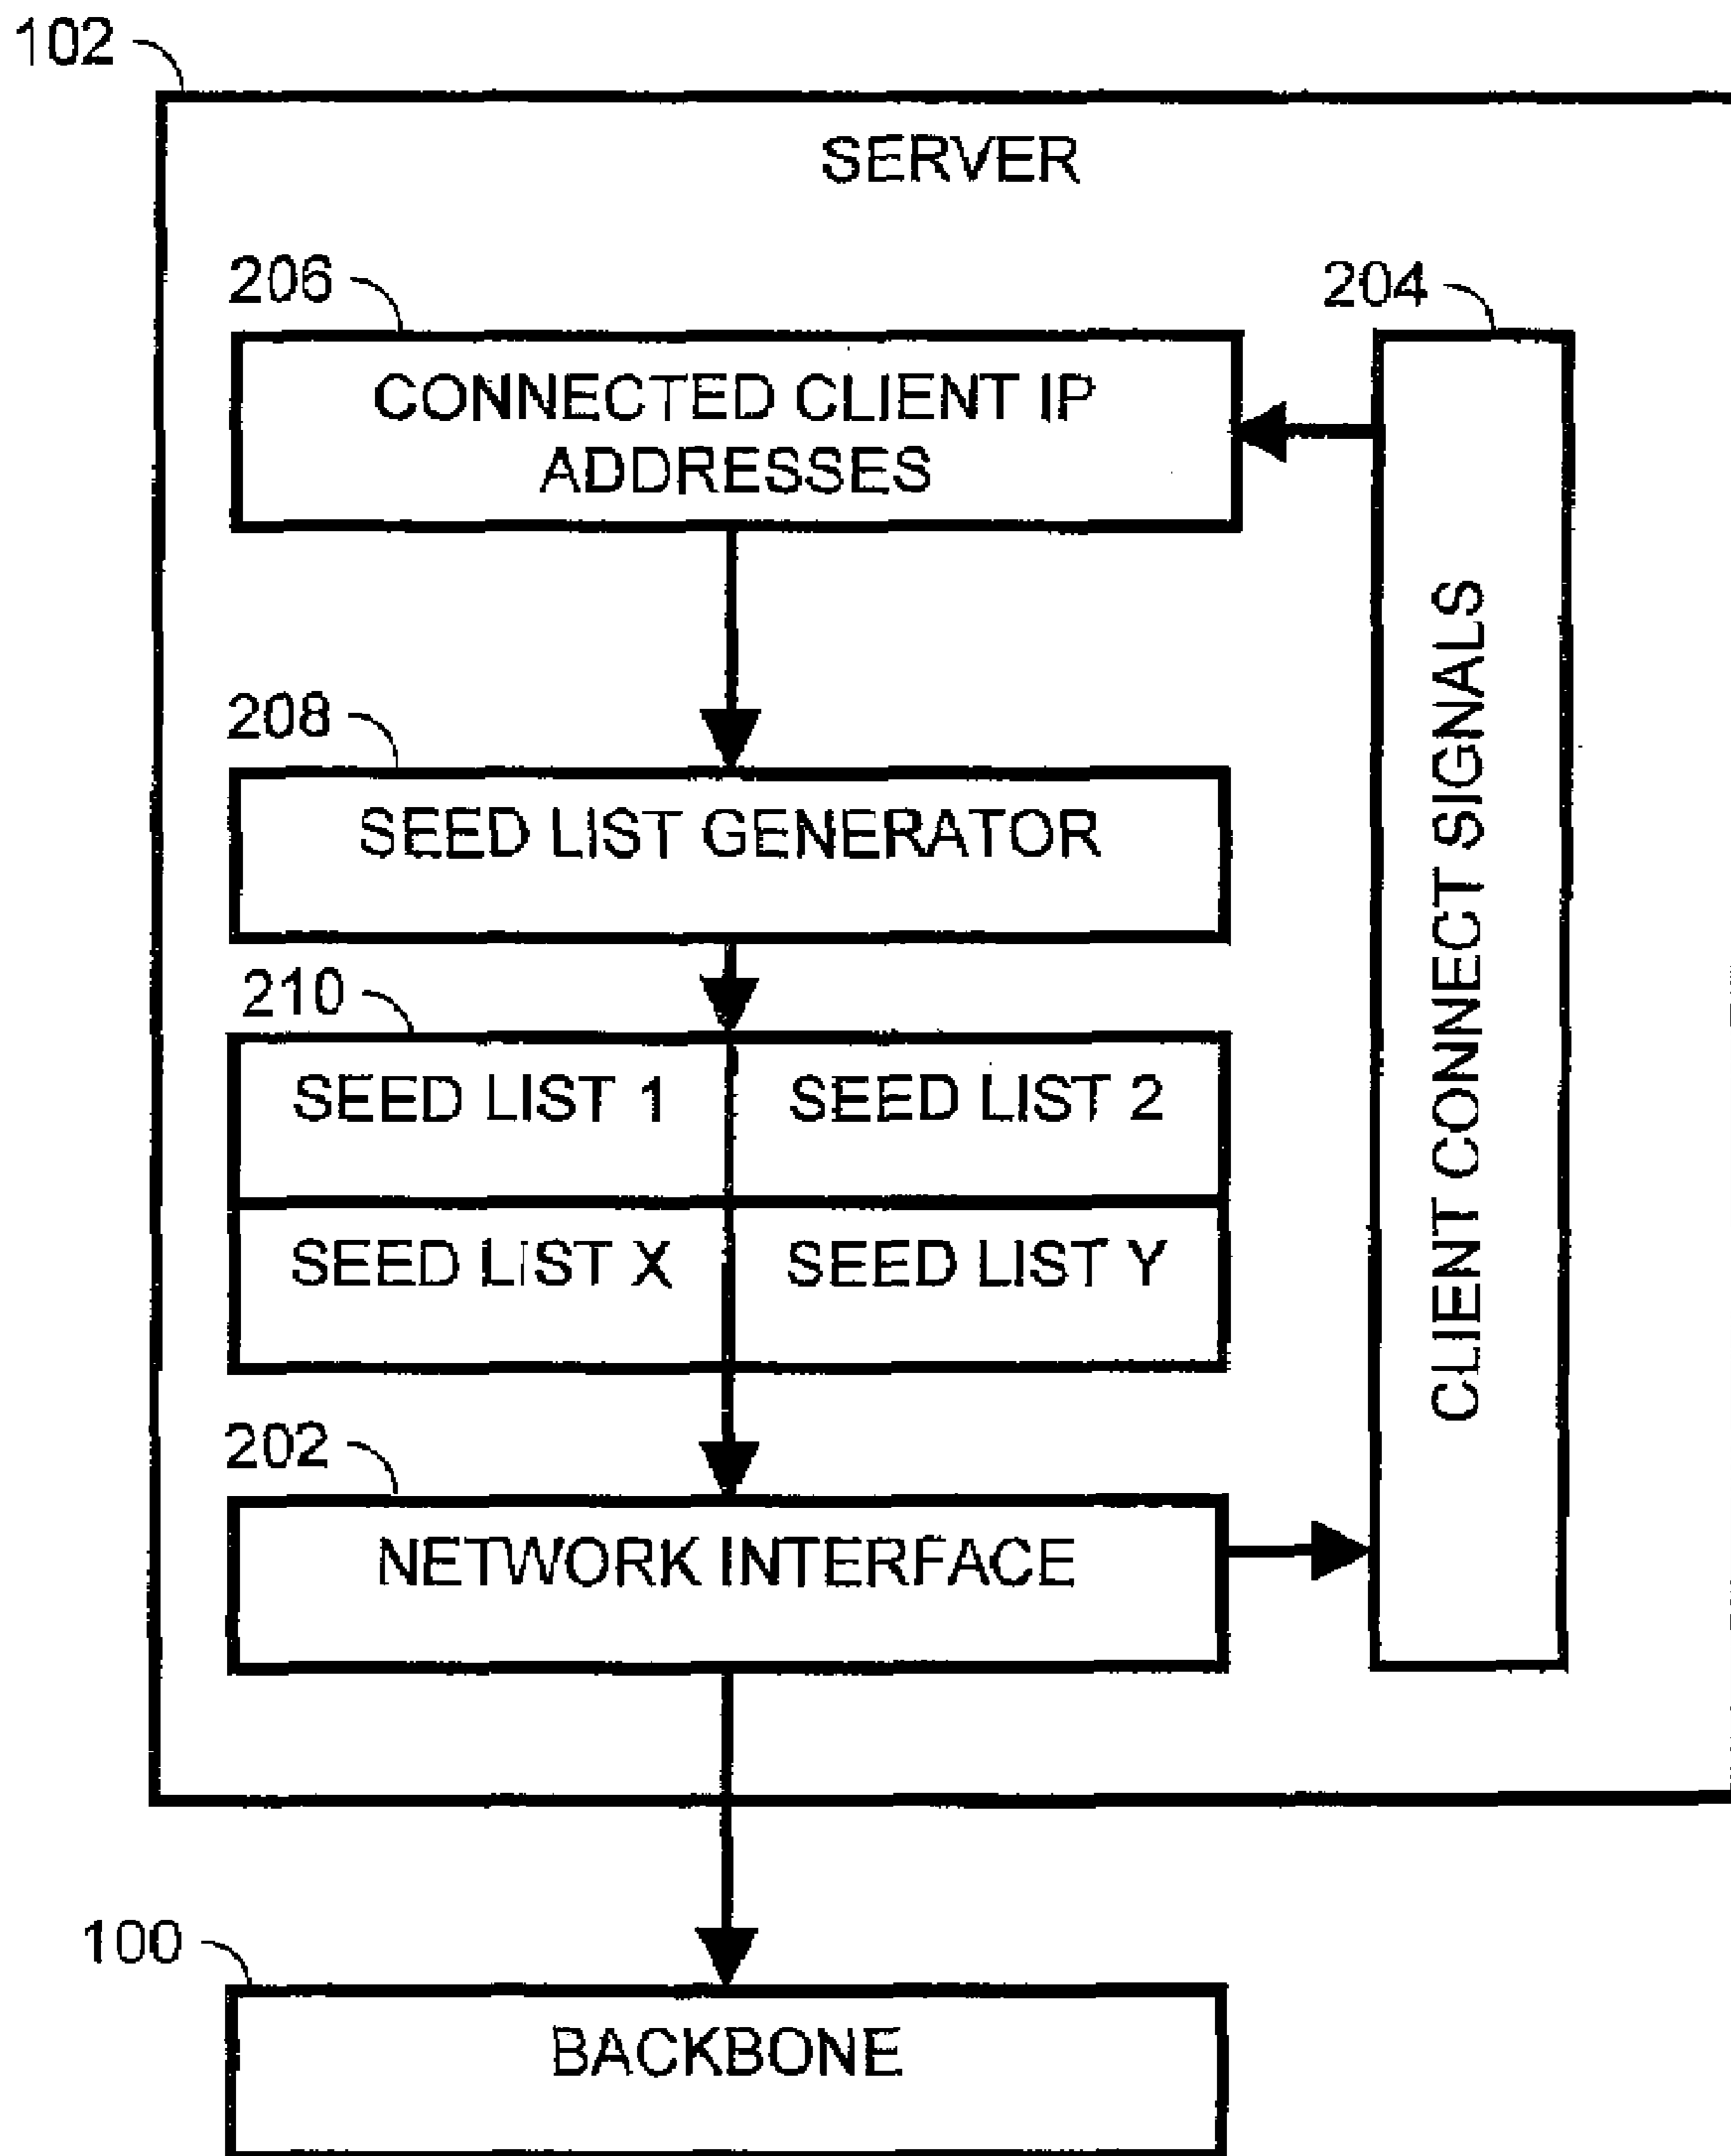 102
SERVER
206
204
CONNECTED CLIENT IP
ADDRESSES
CLIENT CONNECT SIGNALS
208
SEED LIST GENERATOR
210
SEED LIST 1
SEED LIST 2
SEED LIST X
SEED LIST Y
202
NETWORK INTERFACE
100
BACKBONE